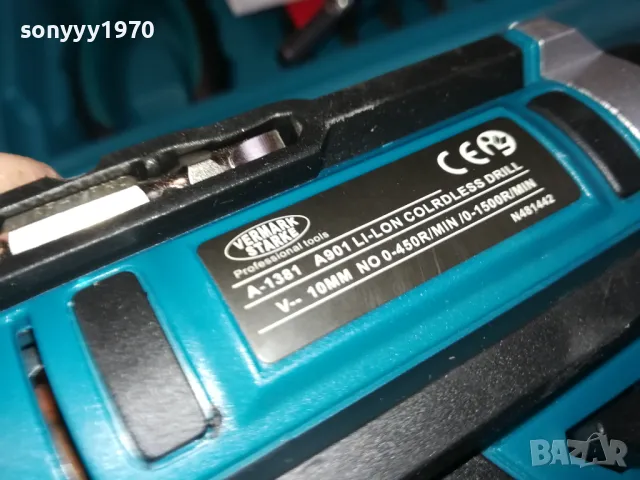 sonyyy1970
VERMARK
STARKE
Professional tools
A-1381 A901 LI-LON COLRDLESS DRILL
V-- 10MM NO 0-450R/MIN /0-1500R/MIN
N481442
CE
BAZAR